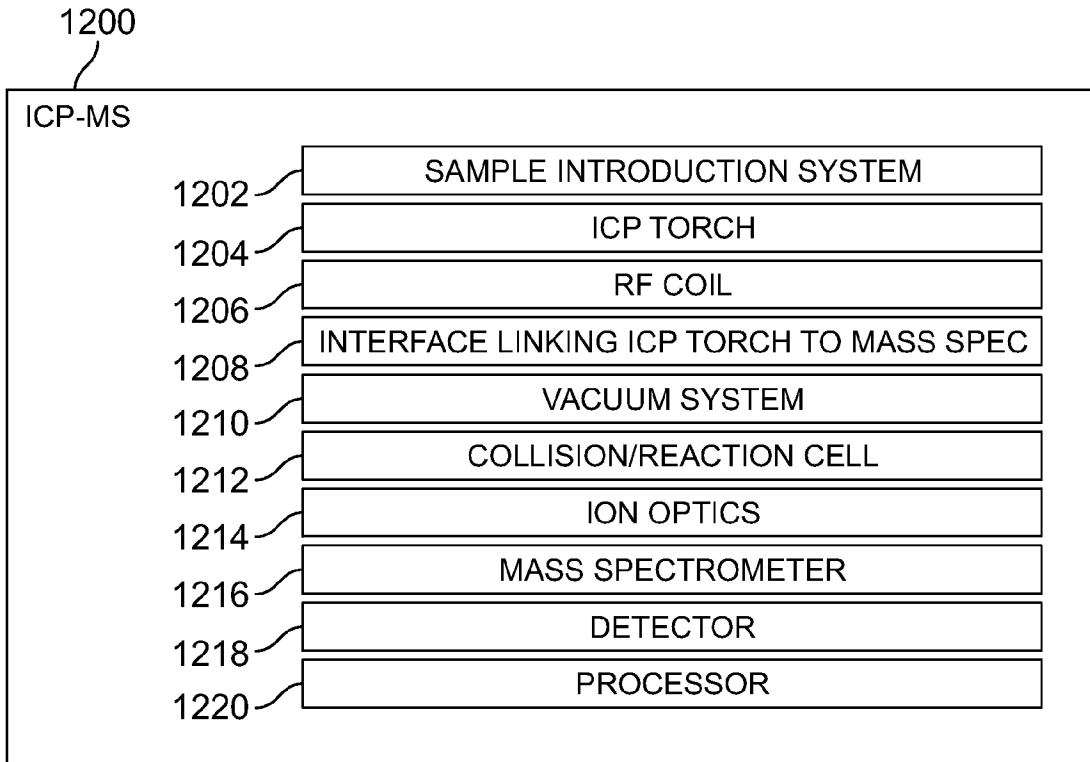 1200
ICP-MS
1202 SAMPLE INTRODUCTION SYSTEM
1204 ICP TORCH
1206 RF COIL
1208 INTERFACE LINKING ICP TORCH TO MASS SPEC
1210 VACUUM SYSTEM
1212 COLLISION/REACTION CELL
1214 ION OPTICS
1216 MASS SPECTROMETER
1218 DETECTOR
1220 PROCESSOR